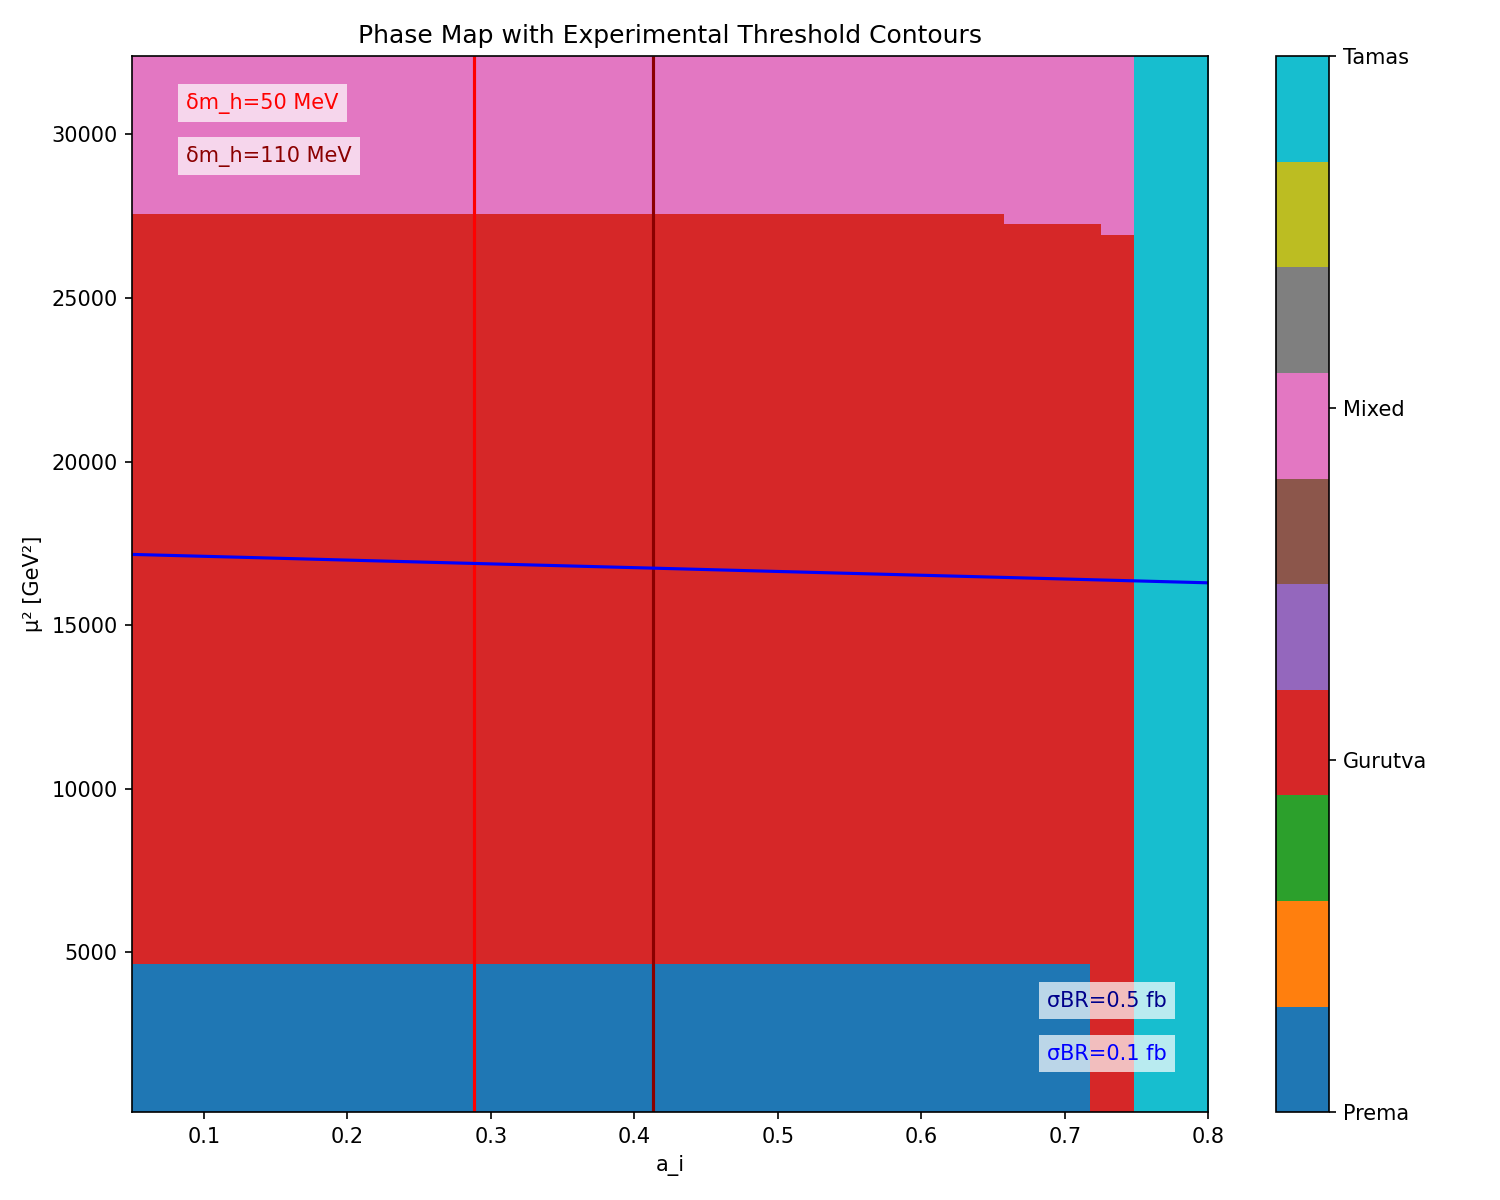 Phase Map with Experimental Threshold Contours
δm_h=50 MeV
δm_h=110 MeV
σBR=0.5 fb
σBR=0.1 fb
30000
25000
20000
15000
10000
5000
μ² [GeV²]
0.1 0.2 0.3 0.4 0.5 0.6 0.7 0.8
a_i
Tamas
Mixed
Gurutva
Prema